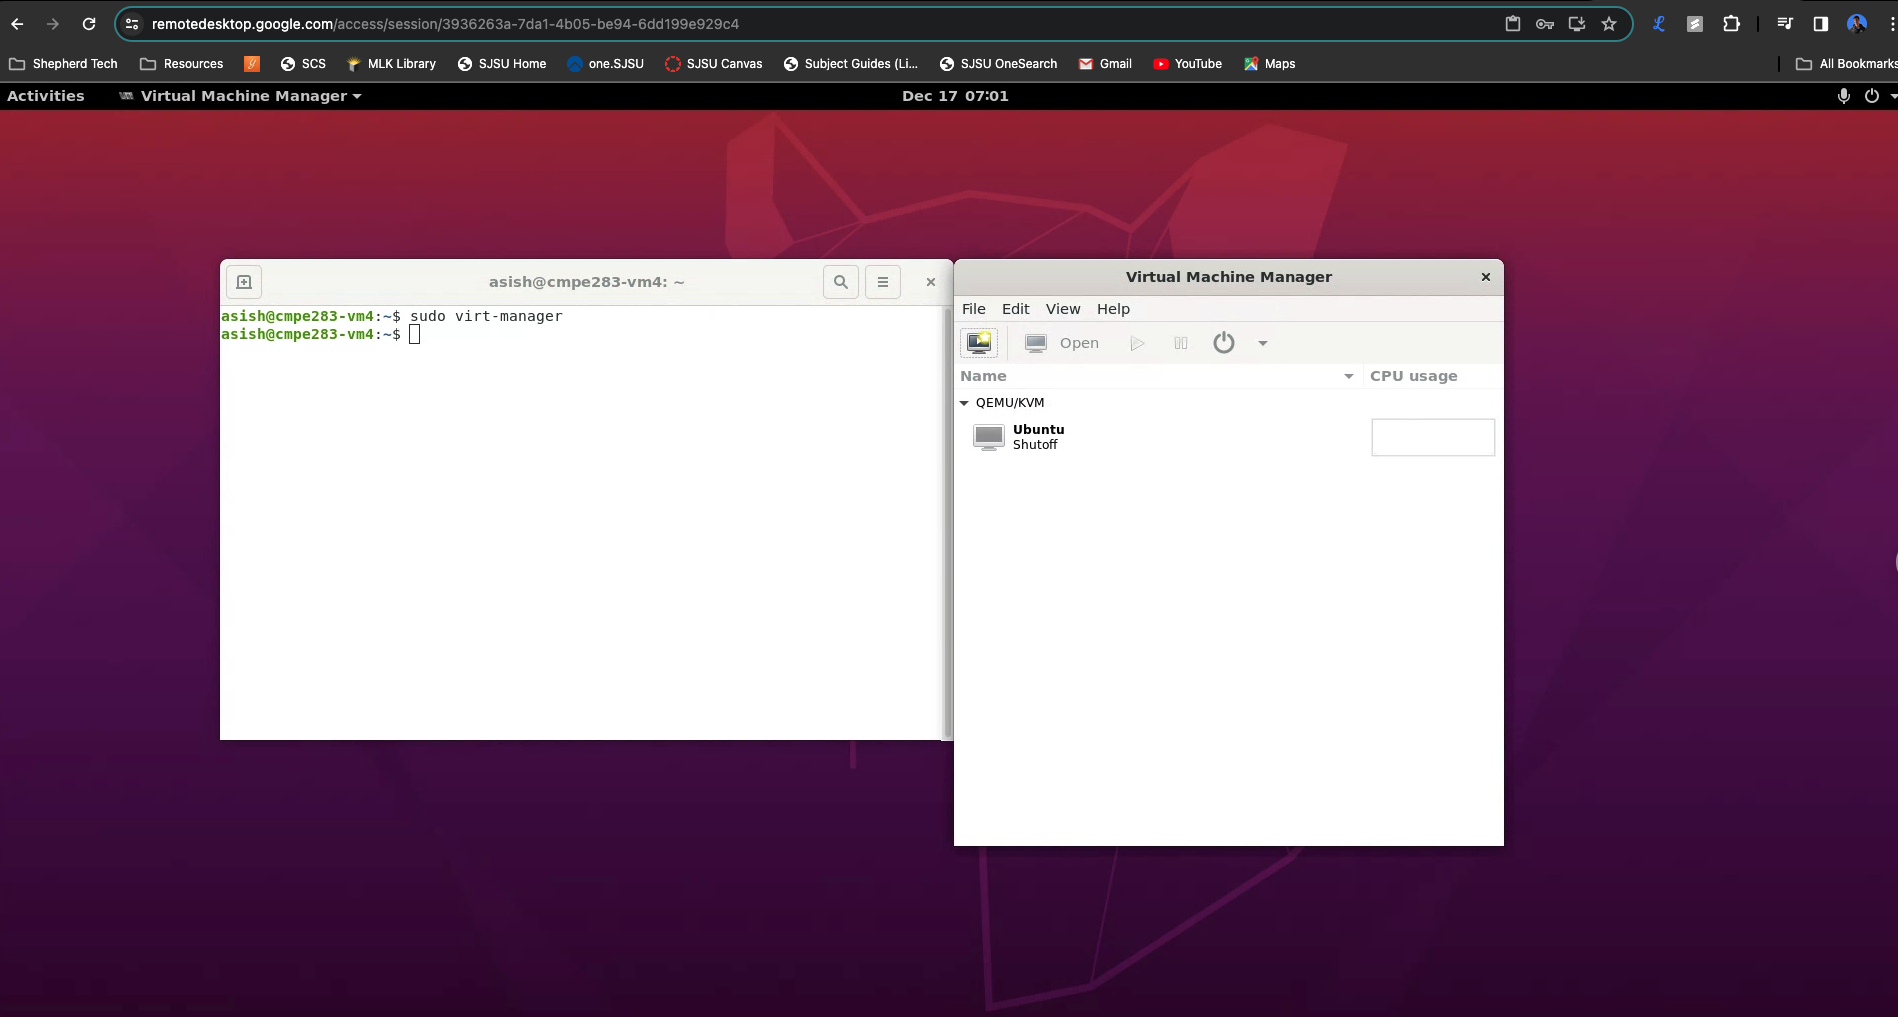 remotedesktop.google.com/access/session/3936263a-7da1-4b05-be94-6dd199e929c4
Shepherd Tech Resources SCS MLK Library SJSU Home one.SJSU SJSU Canvas Subject Guides (Li... SJSU OneSearch Gmail YouTube Maps All Bookmarks
Activities Virtual Machine Manager Dec 17 07:01
asish@cmpe283-vm4: ~
asish@cmpe283-vm4:~$ sudo virt-manager
asish@cmpe283-vm4:~$
Virtual Machine Manager
File Edit View Help
Open
Name CPU usage
QEMU/KVM
Ubuntu
Shutoff